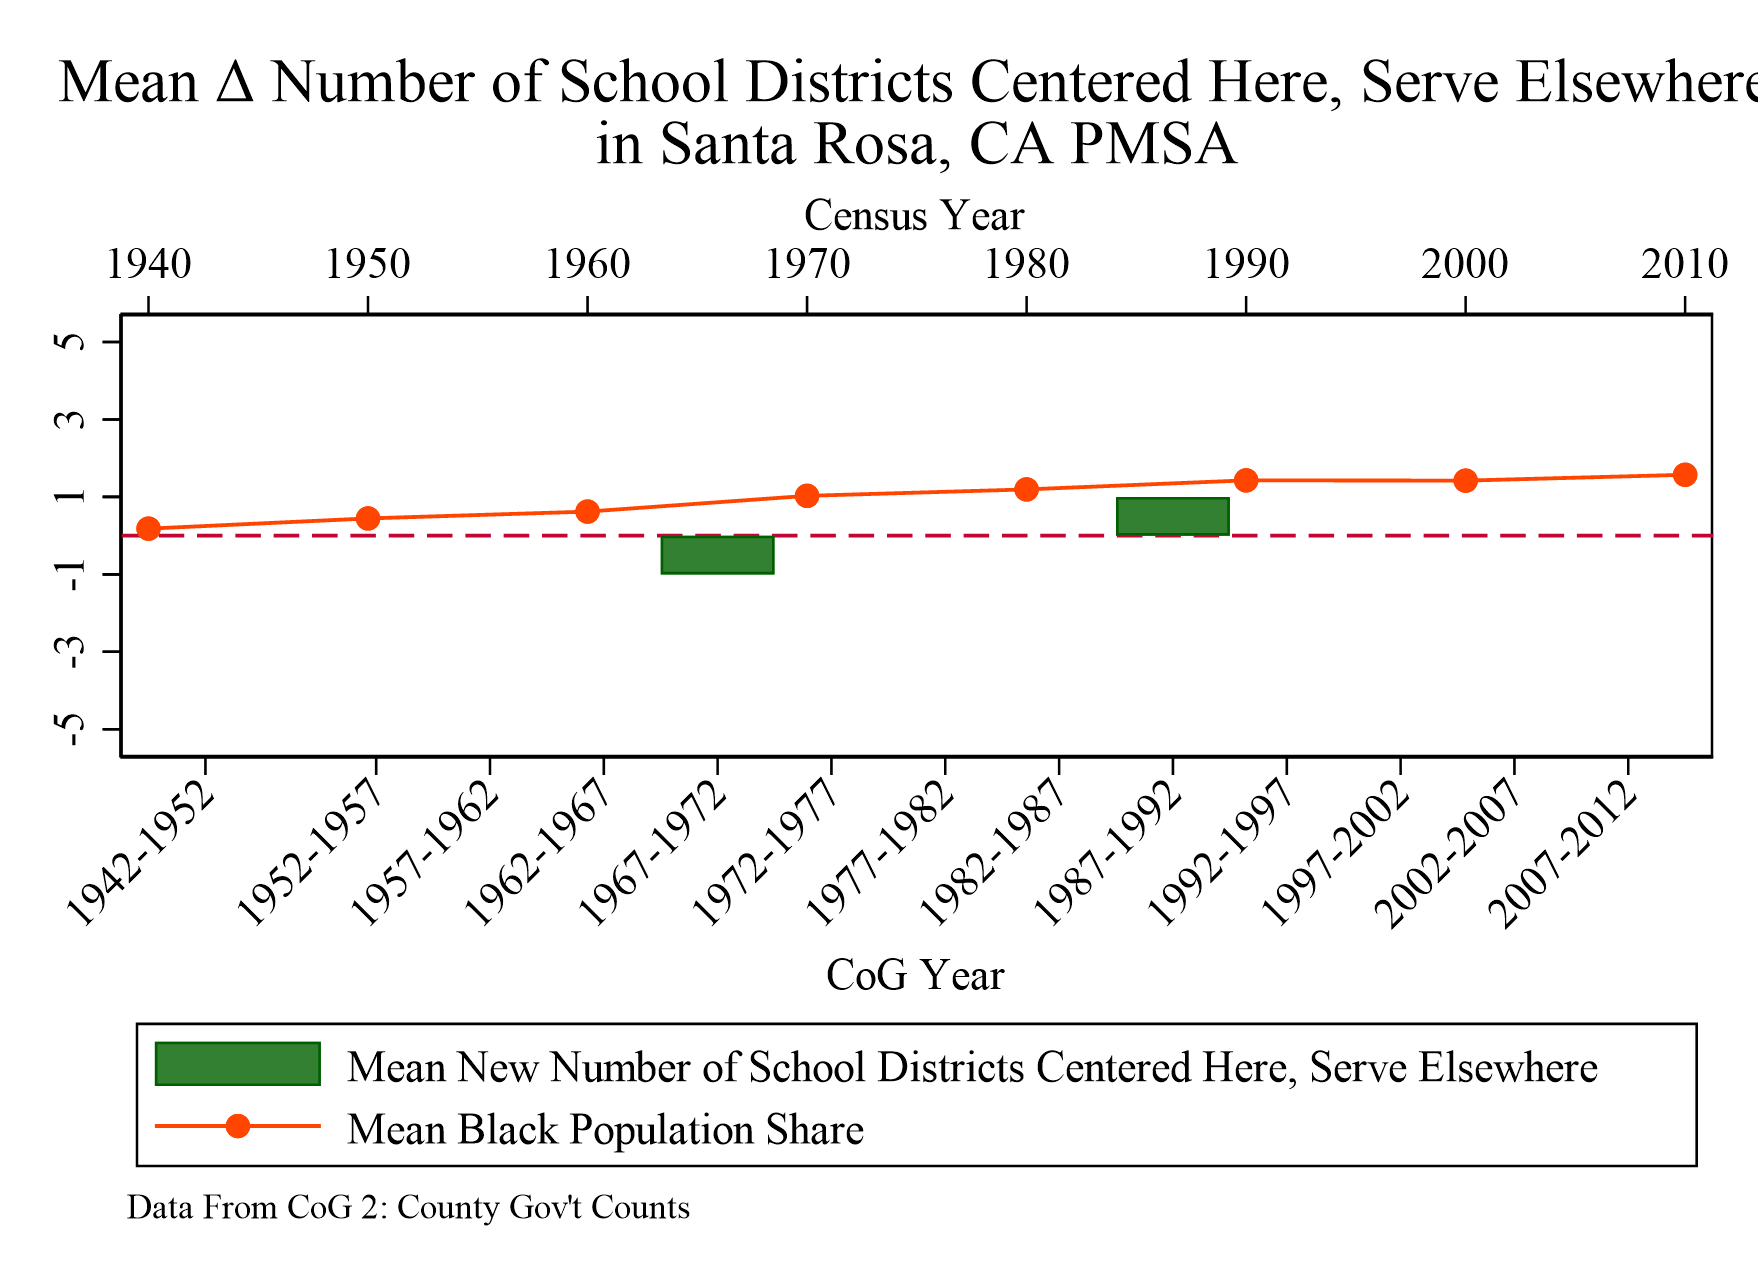 Mean Δ Number of School Districts Centered Here, Serve Elsewhere
in Santa Rosa, CA PMSA
Census Year
1940 1950 1960 1970 1980 1990 2000 2010
5
3
1
-1
-3
-5
1942-1952 1952-1957 1957-1962 1962-1967 1967-1972 1972-1977 1977-1982 1982-1987 1987-1992 1992-1997 1997-2002 2002-2007 2007-2012
CoG Year
Mean New Number of School Districts Centered Here, Serve Elsewhere
Mean Black Population Share
Data From CoG 2: County Gov't Counts